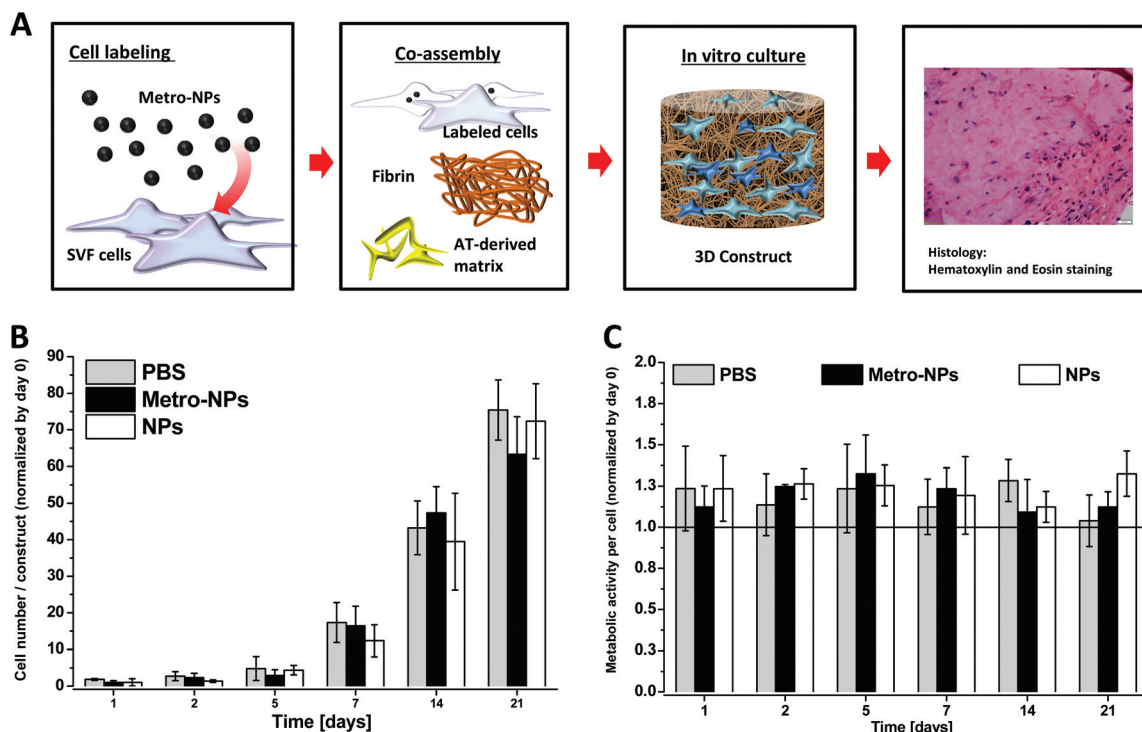 A
Cell labeling
Metro-NPs
SVF cells
Co-assembly
Labeled cells
Fibrin
AT-derived
matrix
In vitro culture
3D Construct
Histology:
Hematoxylin and Eosin staining
B
Cell number / construct (normalized by day 0)
90
80
75
70
65
60
50
40
30
20
15
10
5
0
PBS
Metro-NPs
NPs
1
2
5
7
14
21
Time [days]
C
Metabolic activity per cell (normalized by day 0)
2.0
1.8
1.5
1.3
1.0
0.8
0.5
0.3
0.0
PBS
Metro-NPs
NPs
1
2
5
7
14
21
Time [days]